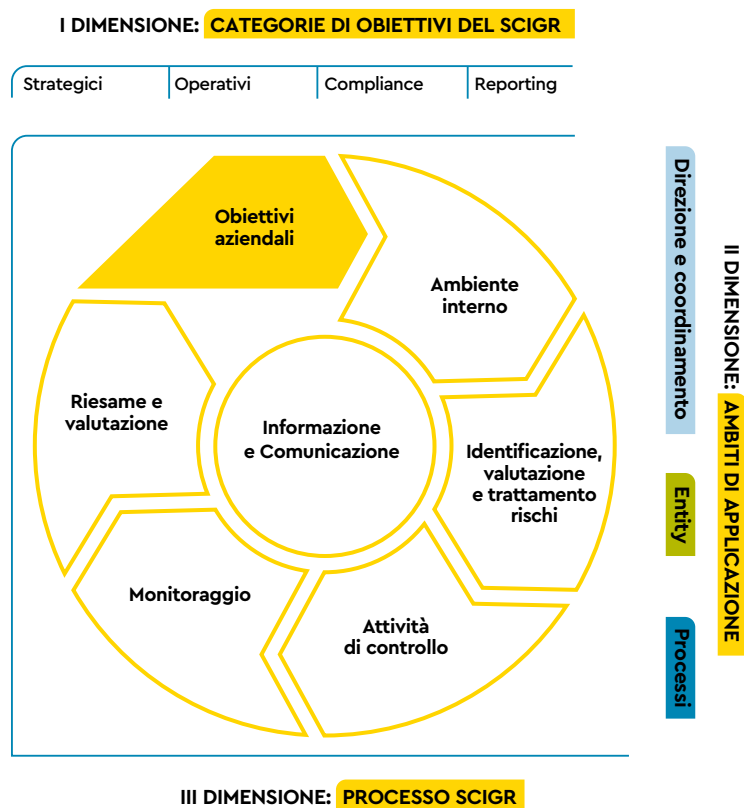 I DIMENSIONE: CATEGORIE DI OBIETTIVI DEL SCIGR
Strategici
Operativi
Compliance
Reporting
Obiettivi
aziendali
Ambiente
interno
Riesame e
valutazione
Informazione
e Comunicazione
Identificazione,
valutazione
e trattamento
rischi
Monitoraggio
Attività
di controllo
Direzione e coordinamento
Entity
Processi
II DIMENSIONE: AMBITI DI APPLICAZIONE
III DIMENSIONE: PROCESSO SCIGR